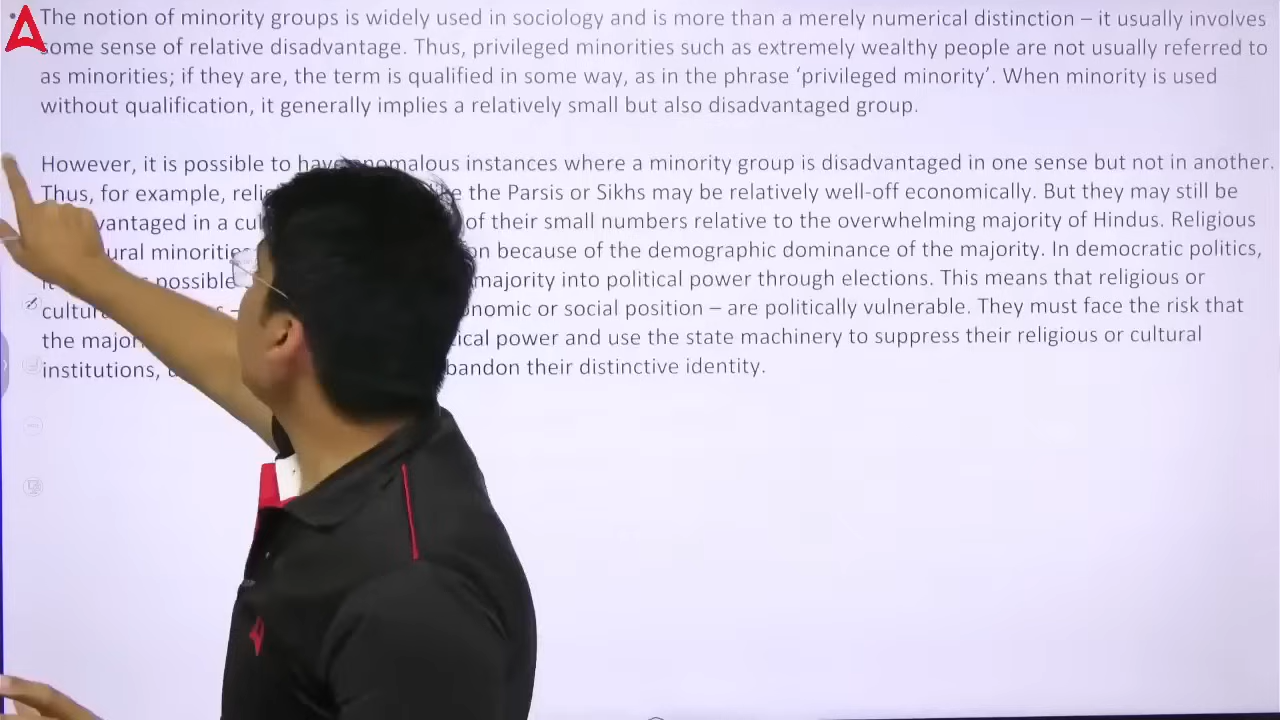 The notion of minority groups is widely used in sociology and is more than a merely numerical distinction – it usually involves
some sense of relative disadvantage. Thus, privileged minorities such as extremely wealthy people are not usually referred to
as minorities; if they are, the term is qualified in some way, as in the phrase ‘privileged minority’. When minority is used
without qualification, it generally implies a relatively small but also disadvantaged group.
However, it is possible to have anomalous instances where a minority group is disadvantaged in one sense but not in another.
Thus, for example, the Parsis or Sikhs may be relatively well-off economically. But they may still be
in a of their small numbers relative to the overwhelming majority of Hindus. Religious
because of the demographic dominance of the majority. In democratic politics,
possible majority into political power through elections. This means that religious or
or social position – are politically vulnerable. They must face the risk that
the power and use the state machinery to suppress their religious or cultural
institutions, abandon their distinctive identity.